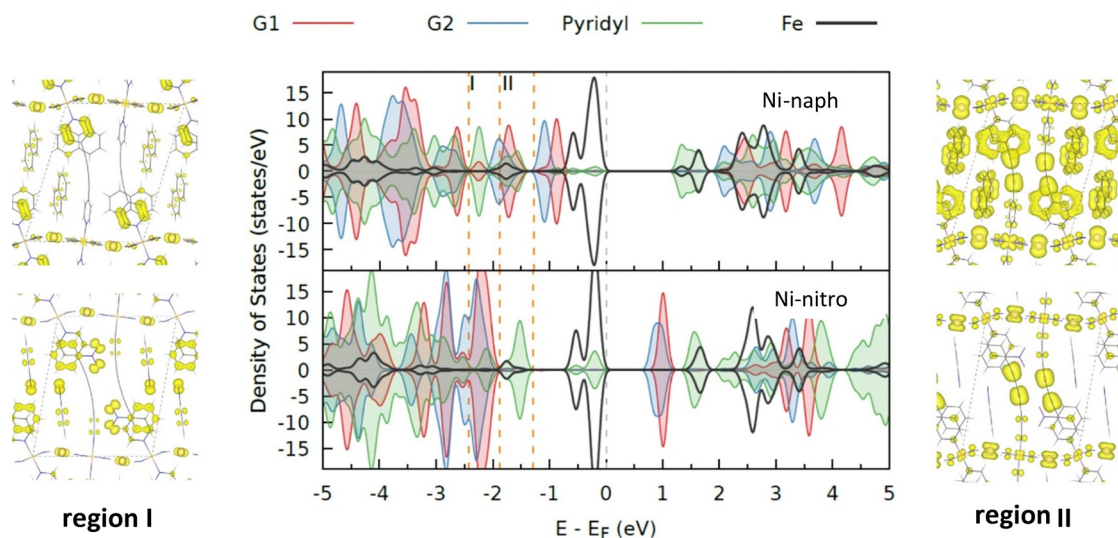 G1 G2 Pyridyl Fe
I II
Ni-naph
15
10
5
0
5
10
15
Density of States (states/eV)
Ni-nitro
15
10
5
0
5
10
15
-5 -4 -3 -2 -1 0 1 2 3 4 5
E - EF (eV)
region I
region II